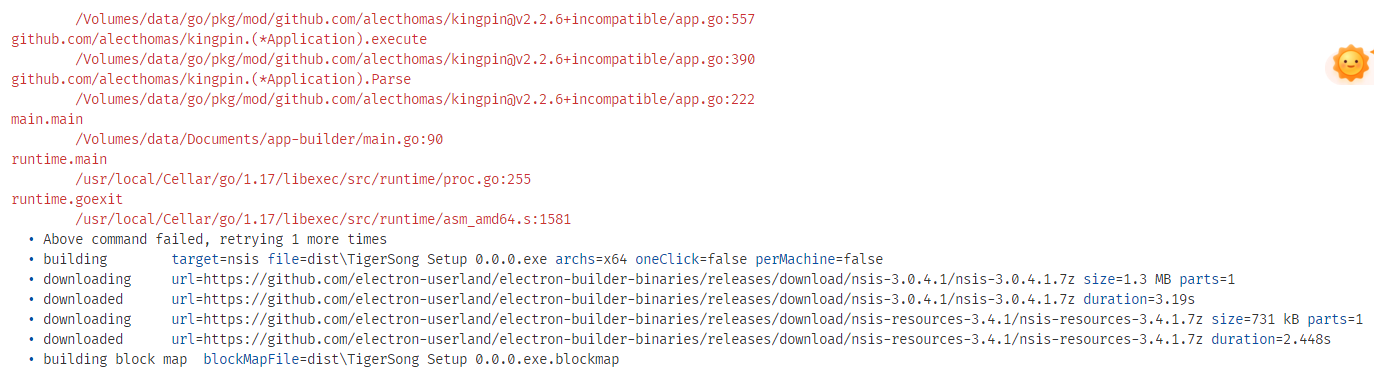 /Volumes/data/go/pkg/mod/github.com/alecthomas/kingpin@v2.2.6+incompatible/app.go:557
github.com/alecthomas/kingpin.(*Application).execute
/Volumes/data/go/pkg/mod/github.com/alecthomas/kingpin@v2.2.6+incompatible/app.go:390
github.com/alecthomas/kingpin.(*Application).Parse
/Volumes/data/go/pkg/mod/github.com/alecthomas/kingpin@v2.2.6+incompatible/app.go:222
main.main
/Volumes/data/Documents/app-builder/main.go:90
runtime.main
/usr/local/Cellar/go/1.17/libexec/src/runtime/proc.go:255
runtime.goexit
/usr/local/Cellar/go/1.17/libexec/src/runtime/asm_amd64.s:1581
• Above command failed, retrying 1 more times
• building        target=nsis file=dist\TigerSong Setup 0.0.0.exe archs=x64 oneClick=false perMachine=false
• downloading     url=https://github.com/electron-userland/electron-builder-binaries/releases/download/nsis-3.0.4.1/nsis-3.0.4.1.7z size=1.3 MB parts=1
• downloaded      url=https://github.com/electron-userland/electron-builder-binaries/releases/download/nsis-3.0.4.1/nsis-3.0.4.1.7z duration=3.19s
• downloading     url=https://github.com/electron-userland/electron-builder-binaries/releases/download/nsis-resources-3.4.1/nsis-resources-3.4.1.7z size=731 kB parts=1
• downloaded      url=https://github.com/electron-userland/electron-builder-binaries/releases/download/nsis-resources-3.4.1/nsis-resources-3.4.1.7z duration=2.448s
• building block map  blockMapFile=dist\TigerSong Setup 0.0.0.exe.blockmap